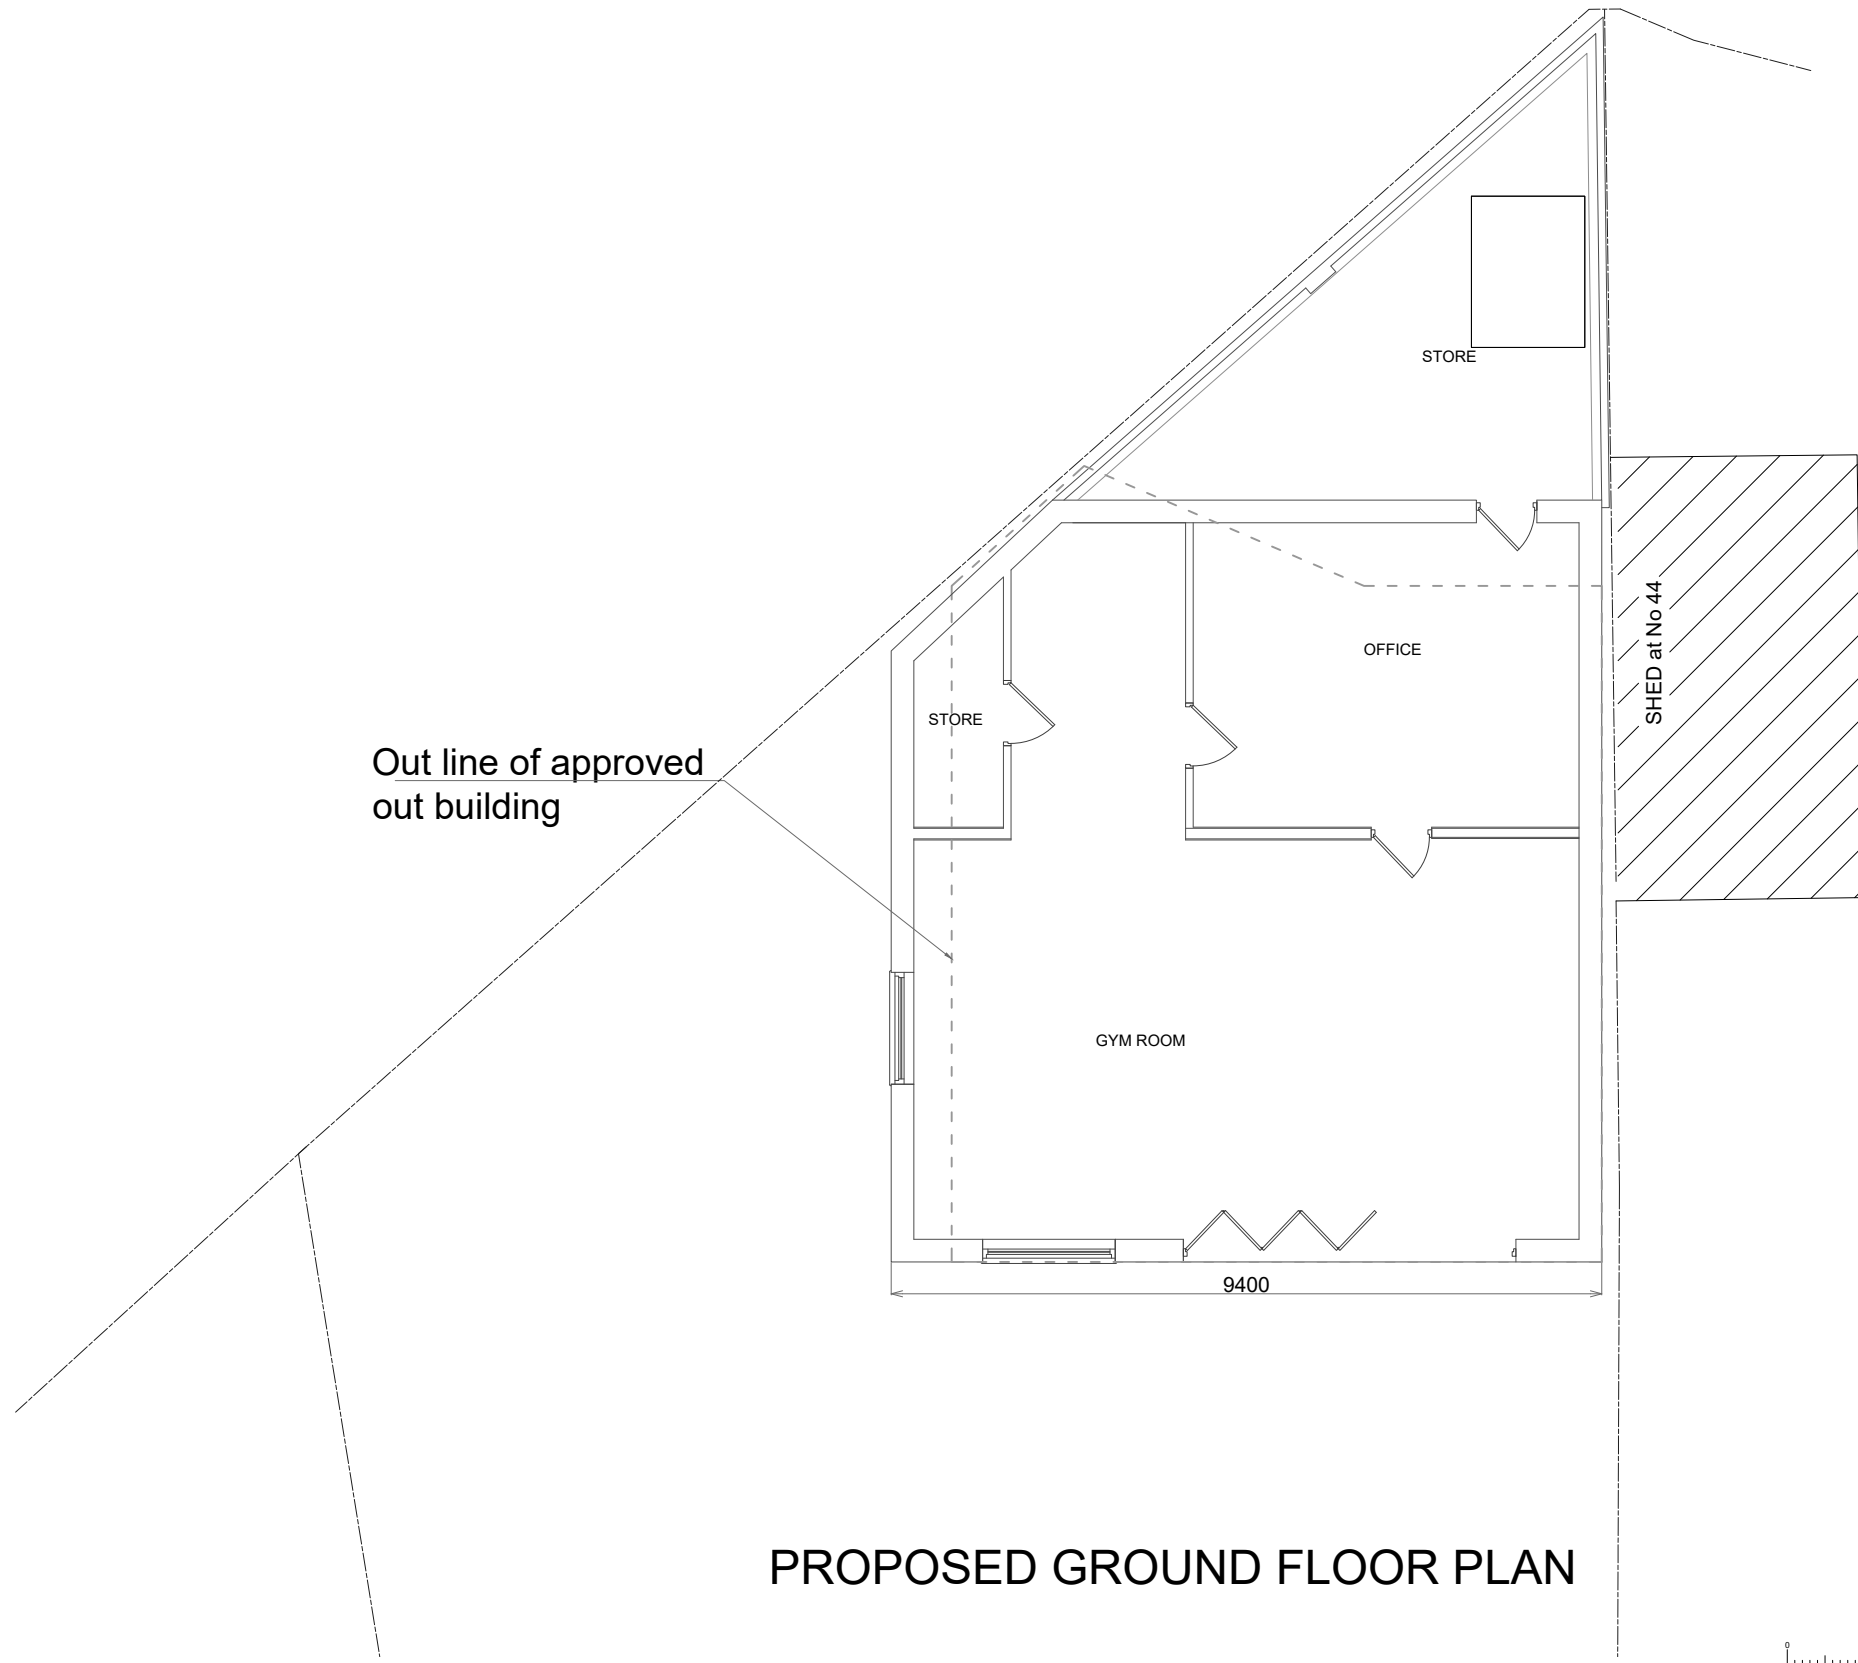 STORE
SHED at No 44
OFFICE
STORE
Out line of approved
out building
GYM ROOM
9400
PROPOSED GROUND FLOOR PLAN
0